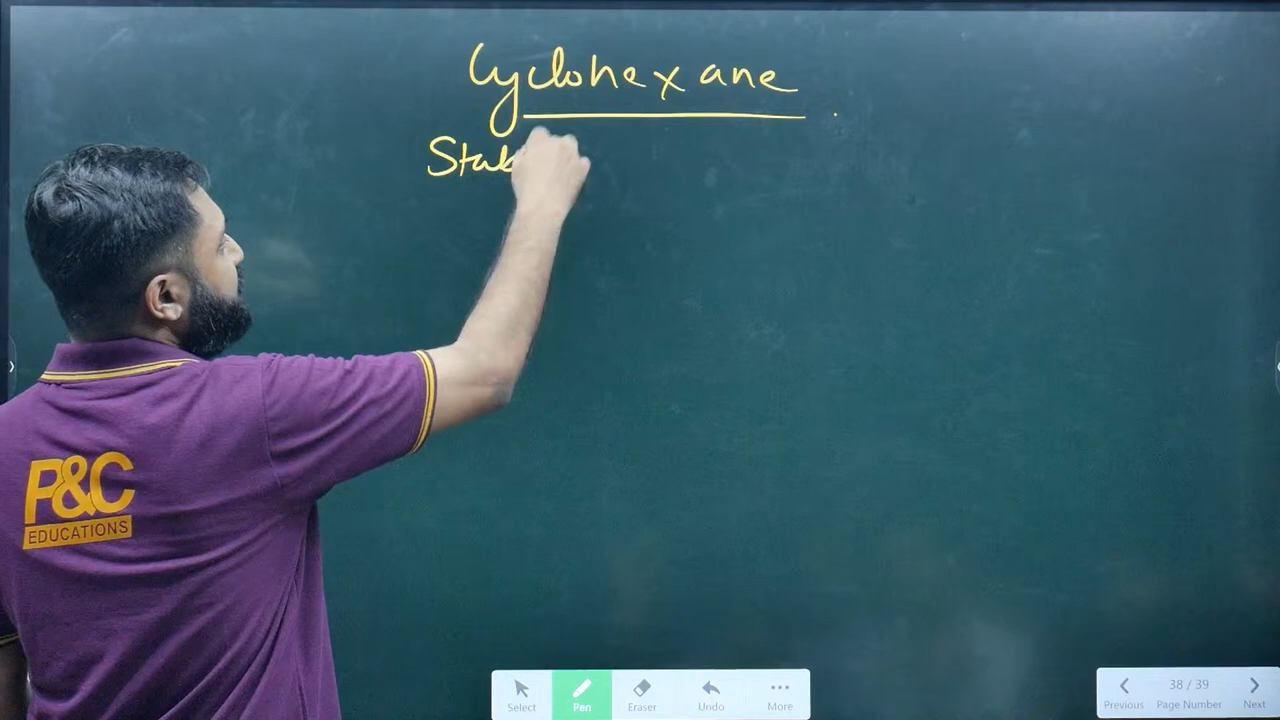 Cyclohexane
Stab
P&C
EDUCATIONS
Select Pen Eraser Undo More
38 / 39
Previous Page Number Next